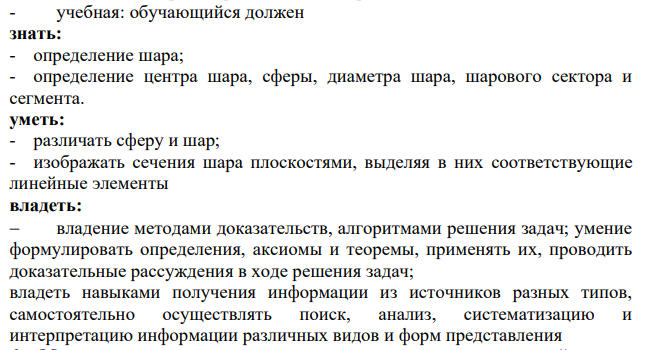 - учебная: обучающийся должен
знать:
- определение шара;
- определение центра шара, сферы, диаметра шара, шарового сектора и
сегмента.
уметь:
- различать сферу и шар;
- изображать сечения шара плоскостями, выделяя в них соответствующие
линейные элементы
владеть:
– владение методами доказательств, алгоритмами решения задач; умение
формулировать определения, аксиомы и теоремы, применять их, проводить
доказательные рассуждения в ходе решения задач;
владеть навыками получения информации из источников разных типов,
самостоятельно осуществлять поиск, анализ, систематизацию и
интерпретацию информации различных видов и форм представления